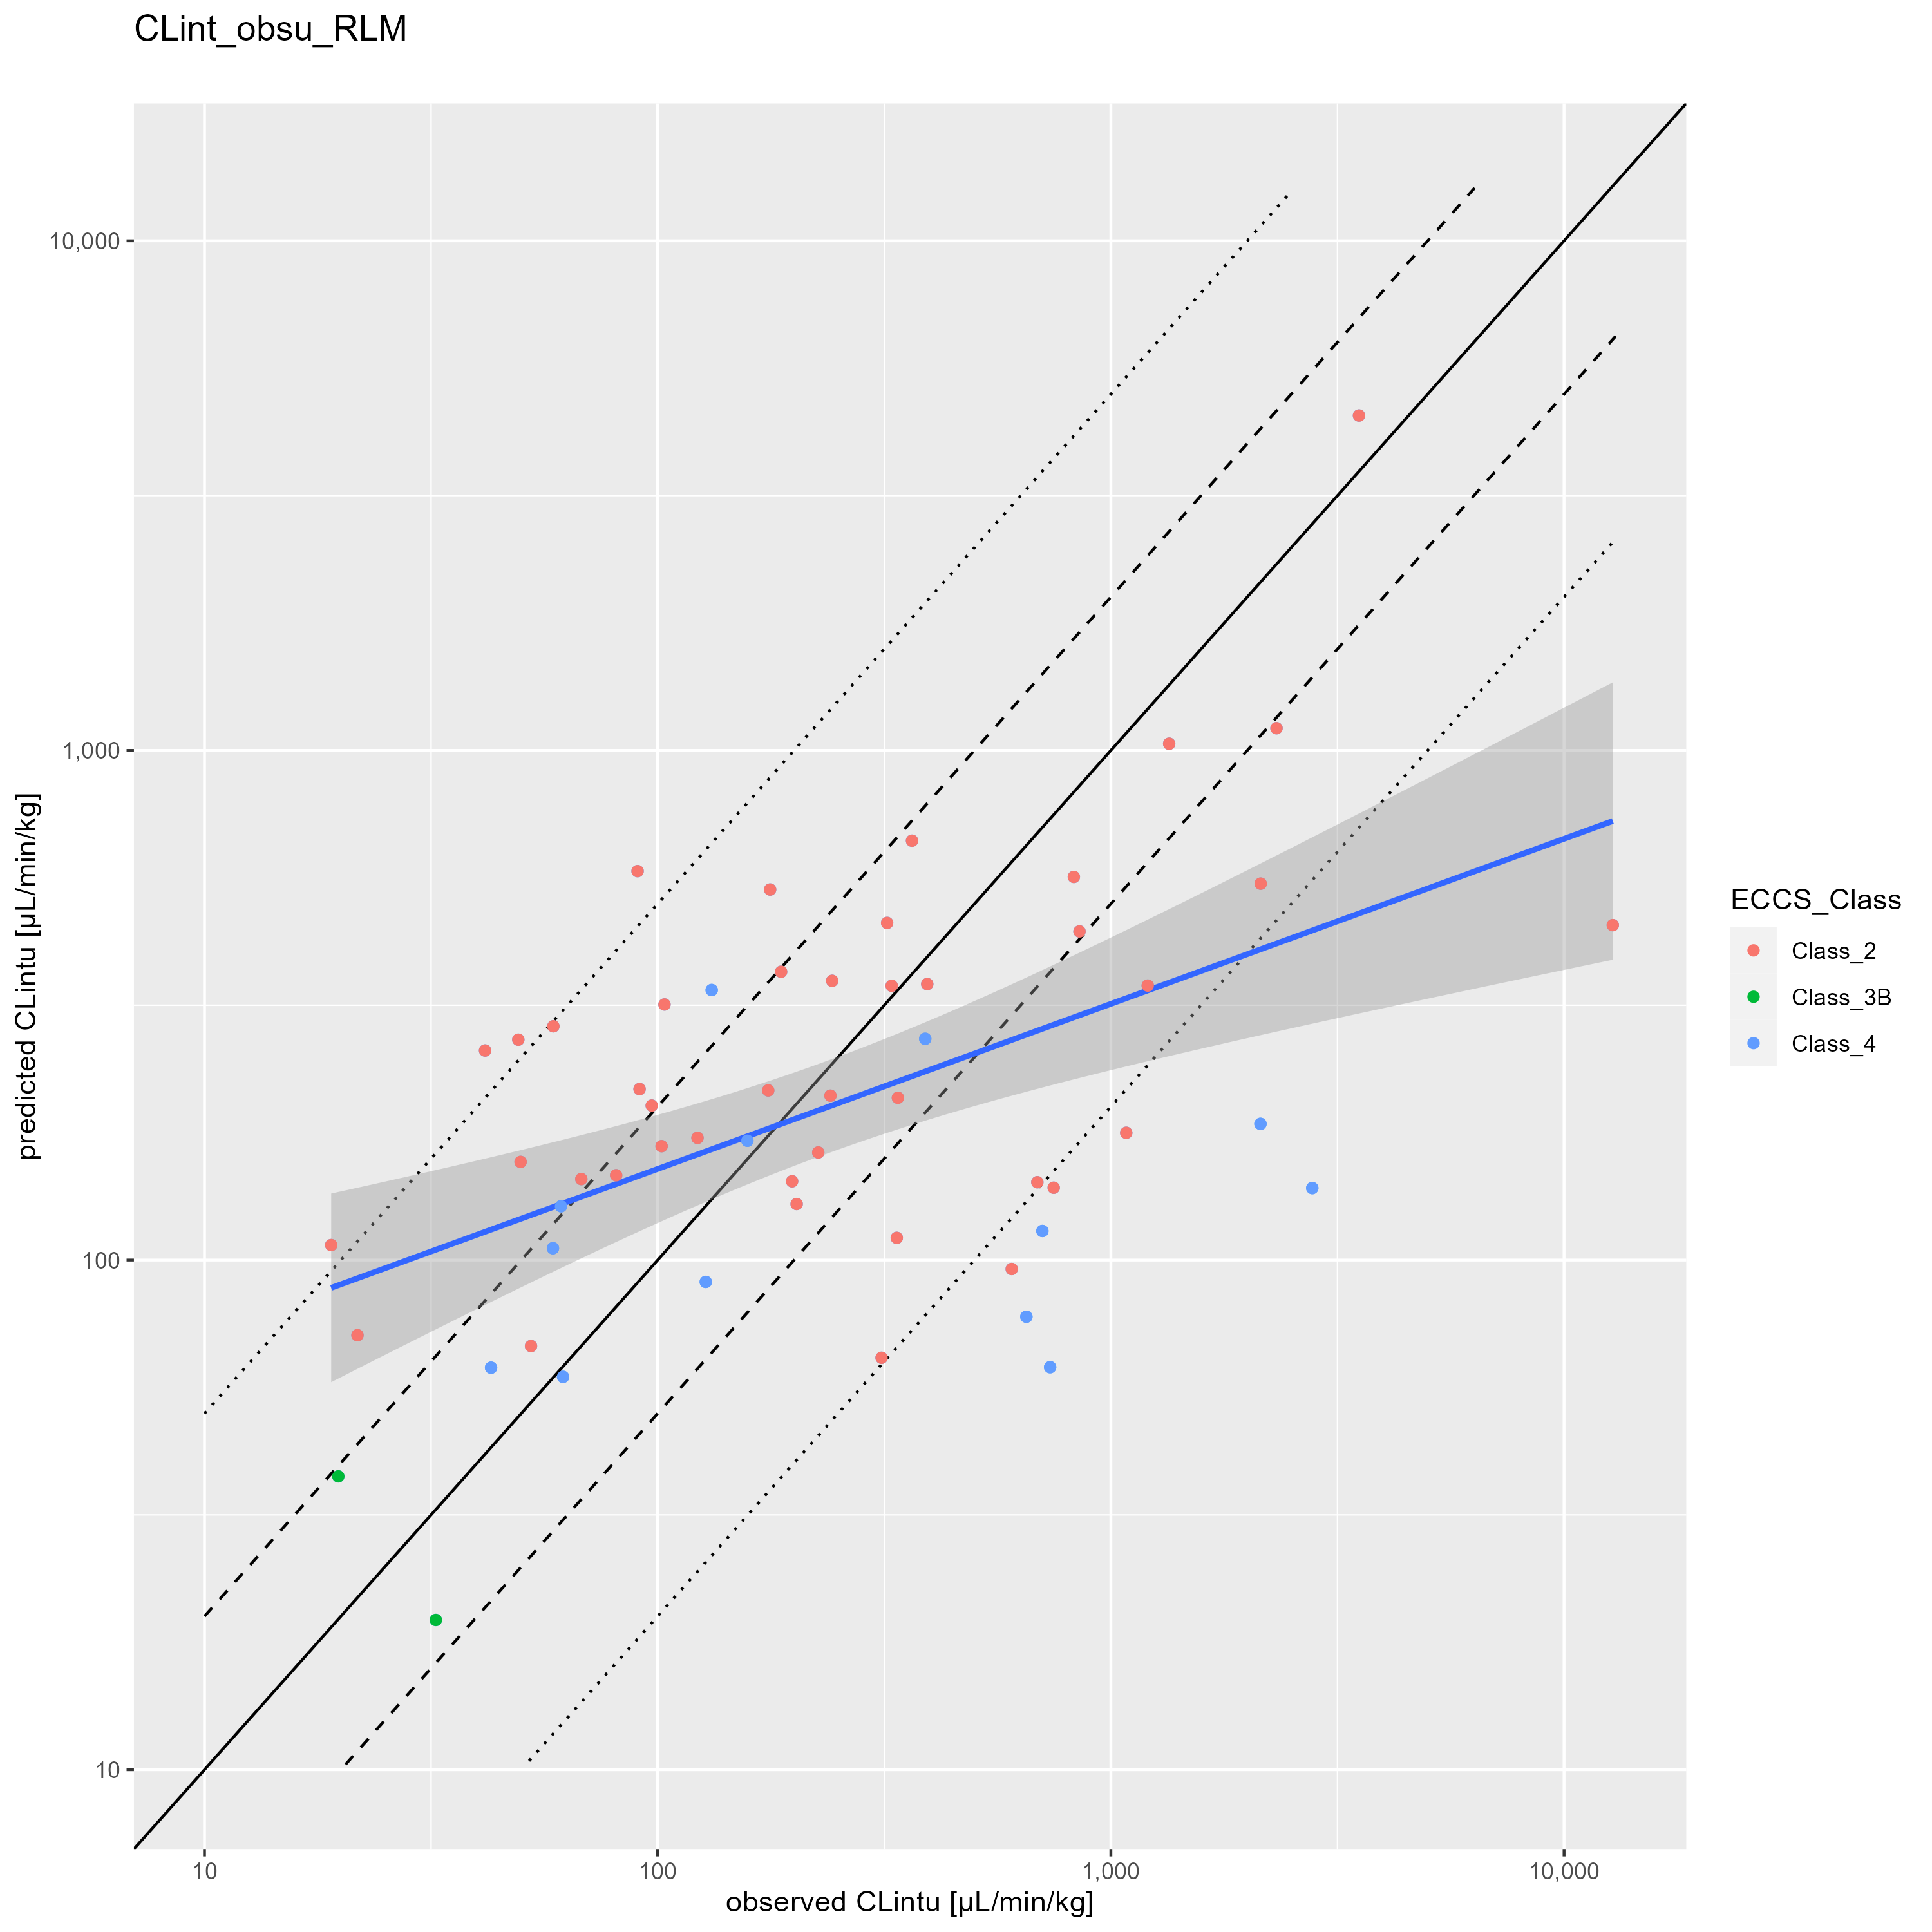 CLint_obsu_RLM
10,000
1,000
100
10
predicted CLintu [µL/min/kg]
10
100
1,000
10,000
observed CLintu [µL/min/kg]
ECCS_Class
Class_2
Class_3B
Class_4